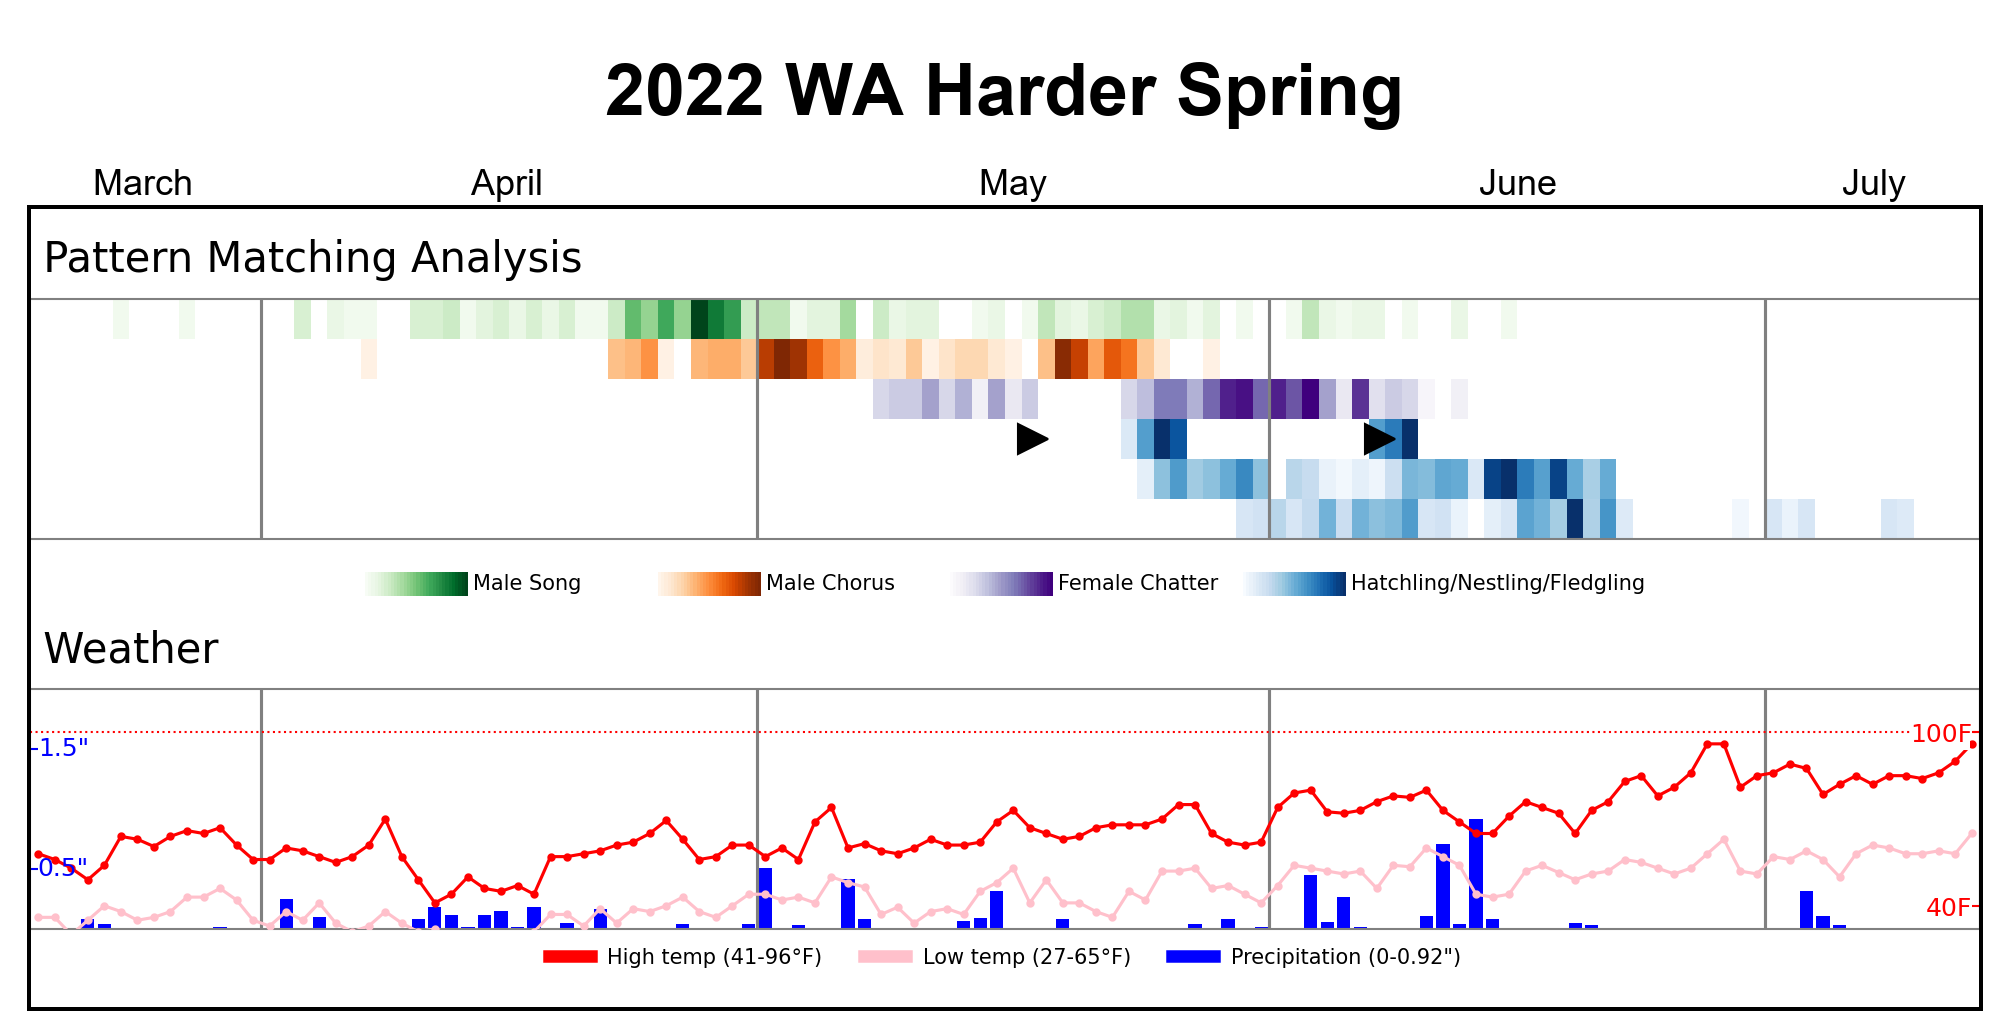 2022 WA Harder Spring
March April May June July
Pattern Matching Analysis
Male Song Male Chorus Female Chatter Hatchling/Nestling/Fledgling
Weather
-1.5" 100F-
-0.5"
40F-
High temp (41-96°F) Low temp (27-65°F) Precipitation (0-0.92")